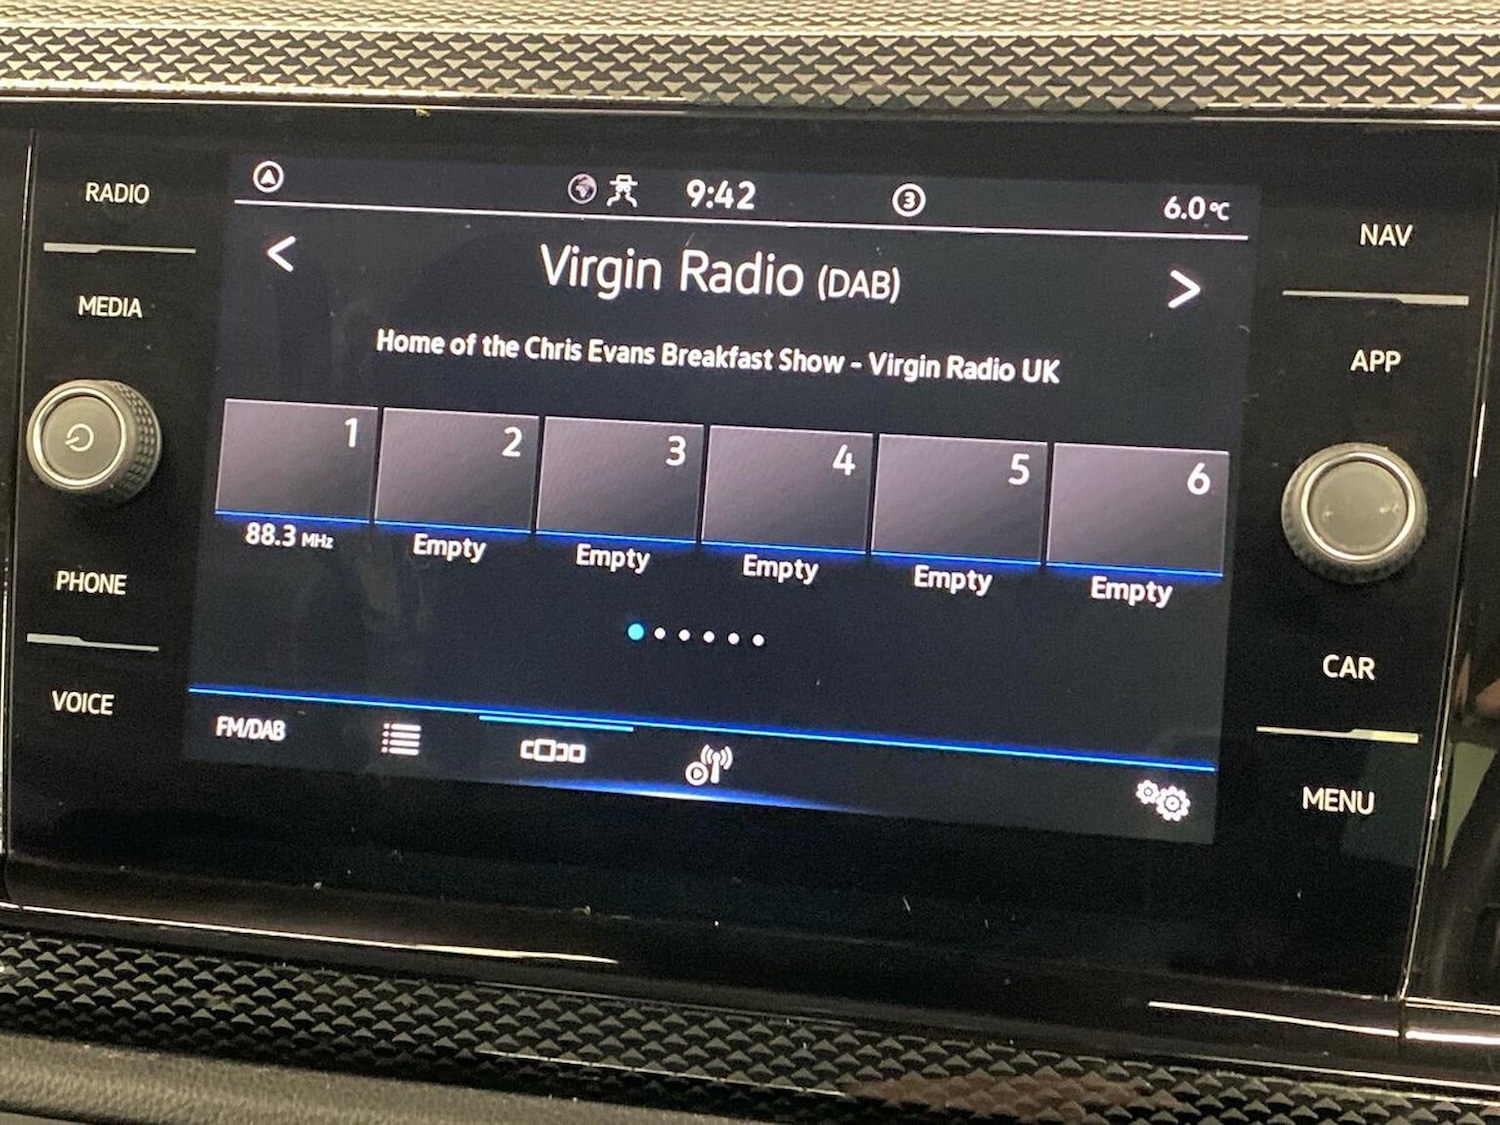 RADIO
MEDIA
PHONE
VOICE
9:42
3
6.0°C
Virgin Radio (DAB)
Home of the Chris Evans Breakfast Show - Virgin Radio UK
1 2 3 4 5 6
88.3 MHz Empty Empty Empty Empty Empty
FM/DAB
NAV
APP
CAR
MENU